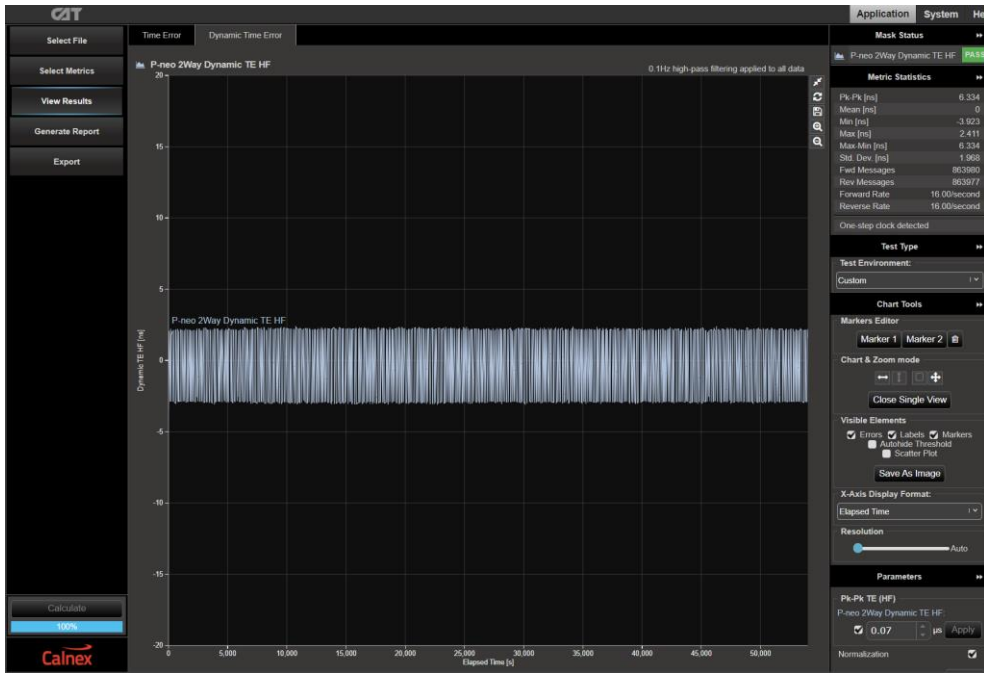 CAT
Application System He
Select File
Select Metrics
View Results
Generate Report
Export
Calculate
100%
Calnex
Time Error Dynamic Time Error
P-neo 2Way Dynamic TE HF
0.1Hz high-pass filtering applied to all data
20
15
10
5
0
-5
-10
-15
-20
Dynamic TE HF [ns]
P-neo 2Way Dynamic TE HF
0 5,000 10,000 15,000 20,000 25,000 30,000 35,000 40,000 45,000 50,000
Elapsed Time [s]
Mask Status
P-neo 2Way Dynamic TE HF PASS
Metric Statistics
Pk-Pk [ns] 6.334
Mean [ns] 0
Min [ns] -3.923
Max [ns] 2.411
Max-Min [ns] 6.334
Std. Dev. [ns] 1.968
Fwd Messages 863980
Rev Messages 863977
Forward Rate 16.00/second
Reverse Rate 16.00/second
One-step clock detected
Test Type
Test Environment:
Custom
Chart Tools
Markers Editor
Marker 1 Marker 2
Chart & Zoom mode
Close Single View
Visible Elements
Errors Labels Markers
Autohide Threshold
Scatter Plot
Save As Image
X-Axis Display Format:
Elapsed Time
Resolution
Auto
Parameters
Pk-Pk TE (HF)
P-neo 2Way Dynamic TE HF:
0.07 µs Apply
Normalization